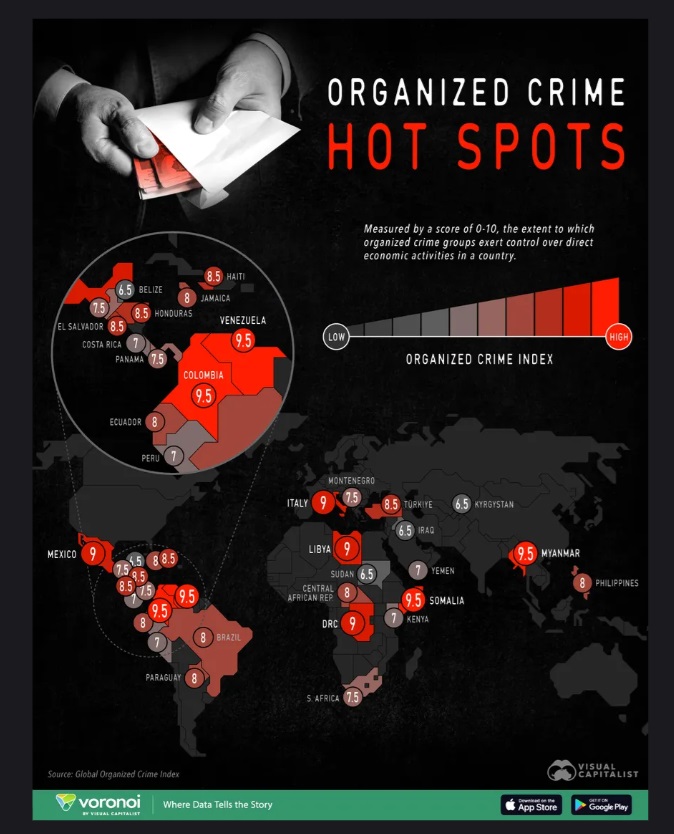 ORGANIZED CRIME
HOT SPOTS
Measured by a score of 0-10, the extent to which
organized crime groups exert control over direct
economic activities in a country.
LOW
HIGH
ORGANIZED CRIME INDEX
8.5 HAITI
6.5 BELIZE
8 JAMAICA
7.5
8.5 HONDURAS
EL SALVADOR 8.5
VENEZUELA
9.5
COSTA RICA 7
PANAMA 7.5
COLOMBIA
9.5
ECUADOR 8
PERU 7
MONTENEGRO
7.5
ITALY 9
8.5 TÜRKIYE
6.5 KYRGYSTAN
6.5 IRAQ
MEXICO 9
LIBYA 9
9.5 MYANMAR
6.5
8 8.5
7.5
8.5
8.5
7.5
7
9.5
9.5
8
7
SUDAN 6.5
7 YEMEN
8 PHILIPPINES
CENTRAL
AFRICAN REP. 8
9.5 SOMALIA
DRC 9
7 KENYA
8 BRAZIL
PARAGUAY 8
S. AFRICA 7.5
Source: Global Organized Crime Index
VISUAL
CAPITALIST
voronoi
BY VISUAL CAPITALIST
Where Data Tells the Story
Download on the
App Store
GET IT ON
Google Play